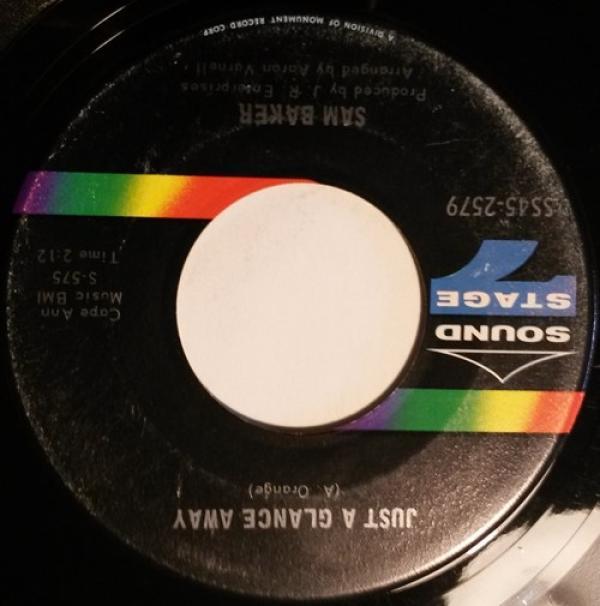 JUST A GLANCE AWAY
(A. Orange)
SOUND
STAGE
7
SS45-2579
Cape Ann
Music BMI
S-575
Time 2:12
SAM BAKER
Produced by J. R. Enterprises
Arranged by Aaron Varnell
A DIVISION OF MONUMENT RECORD CORP